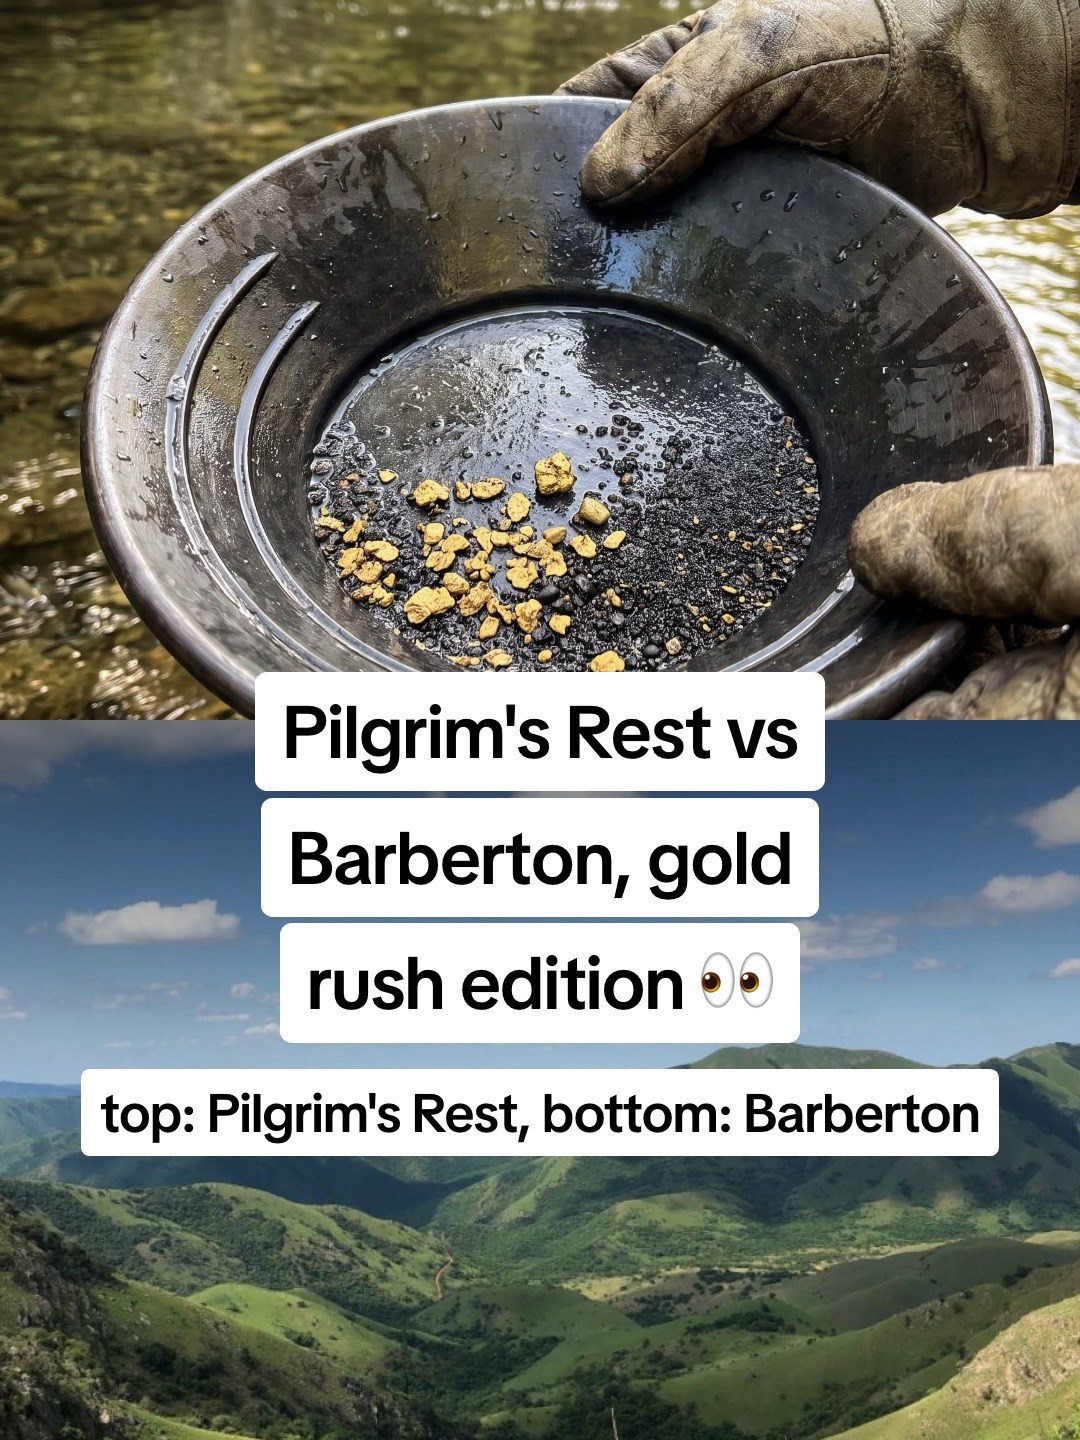 Pilgrim's Rest vs
Barberton, gold
rush edition 👀
top: Pilgrim's Rest, bottom: Barberton